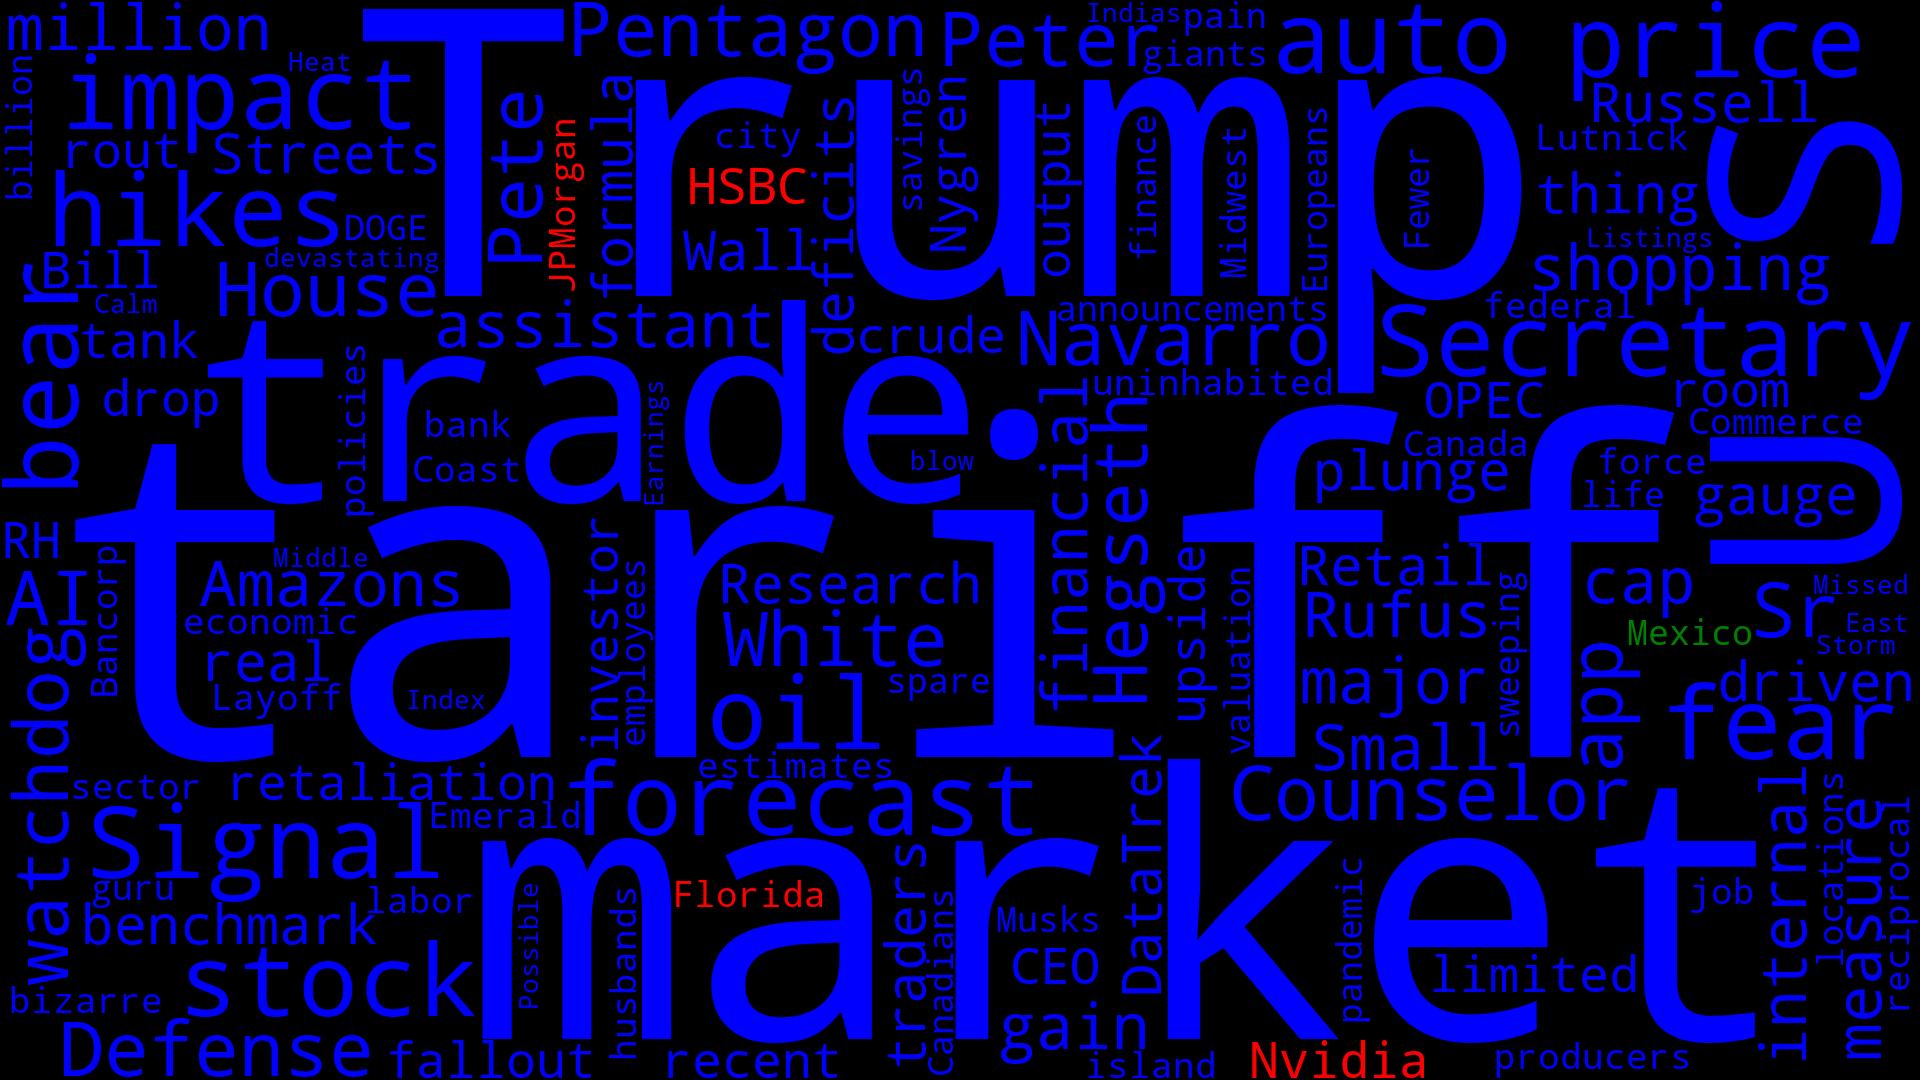 million
Heat
Trump
Pentagon
Peter
Indias
pain
giants
auto
price
billion
impact
Pete
JPMorgan
formula
city
HSBC
Wall
deficits
savings
Nygren
output
finance
Midwest
Europeans
Fewer
Russell
Lutnick
thing
U.S.
Listings
shopping
federal
rout
Streets
hikes
DOGE
devastating
Bill
Calm
House
bear
tank
drop
assistant
crude
announcements
Navarro
uninhabited
Secretary
OPEC
room
Commerce
Canada
plunge
force
life
gauge
trade
policies
bank
Coast
Earnings
blow
financial
Hegseth
tariff
RH
AI
Bancorp
Middle
Amazons
economic
real
Layoff
Index
investor
employees
Research
White
oil
spare
upside
valuation
Retail
Rufus
major
Small
sweeping
cap
app
Mexico
Sr
Missed
East
Storm
driven
fear
watchdog
sector
retaliation
estimates
forecast
Emerald
Signal
guru
labor
benchmark
stock
bizarre
Defense
fallout
recent
market
Possible
husbands
Florida
traders
Canadians
Musks
CEO
gain
DataTrek
island
Counselor
pandemic
limited
Nvidia
producers
job
internal
locations
measure
reciprocal